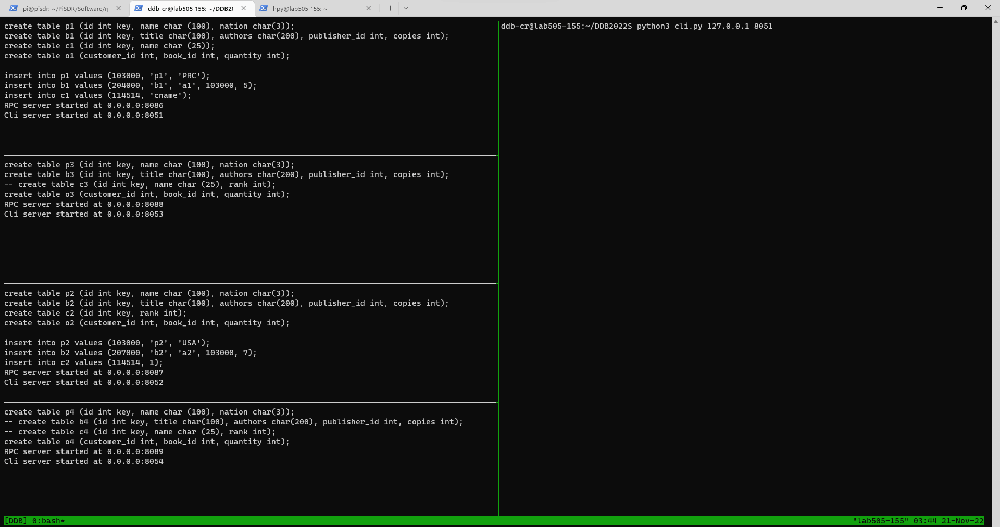 pi@pisdr: ~/PiSDR/Software/rp
ddb-cr@lab505-155: ~/DDB20
hpy@lab505-155: ~
create table p1 (id int key, name char (100), nation char(3));
create table b1 (id int key, title char(100), authors char(200), publisher_id int, copies int);
create table c1 (id int key, name char (25));
create table o1 (customer_id int, book_id int, quantity int);
insert into p1 values (103000, 'p1', 'PRC');
insert into b1 values (204000, 'b1', 'a1', 103000, 5);
insert into c1 values (114514, 'cname');
RPC server started at 0.0.0.0:8086
Cli server started at 0.0.0.0:8051
create table p3 (id int key, name char (100), nation char(3));
create table b3 (id int key, title char(100), authors char(200), publisher_id int, copies int);
-- create table c3 (id int key, name char (25), rank int);
create table o3 (customer_id int, book_id int, quantity int);
RPC server started at 0.0.0.0:8088
Cli server started at 0.0.0.0:8053
create table p2 (id int key, name char (100), nation char(3));
create table b2 (id int key, title char(100), authors char(200), publisher_id int, copies int);
create table c2 (id int key, rank int);
create table o2 (customer_id int, book_id int, quantity int);
insert into p2 values (103000, 'p2', 'USA');
insert into b2 values (207000, 'b2', 'a2', 103000, 7);
insert into c2 values (114514, 1);
RPC server started at 0.0.0.0:8087
Cli server started at 0.0.0.0:8052
create table p4 (id int key, name char (100), nation char(3));
-- create table b4 (id int key, title char(100), authors char(200), publisher_id int, copies int);
-- create table c4 (id int key, name char (25), rank int);
create table o4 (customer_id int, book_id int, quantity int);
RPC server started at 0.0.0.0:8089
Cli server started at 0.0.0.0:8054
ddb-cr@lab505-155:~/DDB2022$ python3 cli.py 127.0.0.1 8051
[DDB] 0:bash*
"lab505-155" 03:44 21-Nov-22